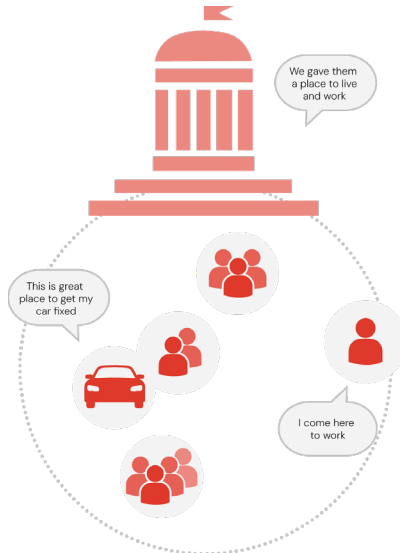 We gave them
a place to live
and work
This is great
place to get my
car fixed
I come here
to work